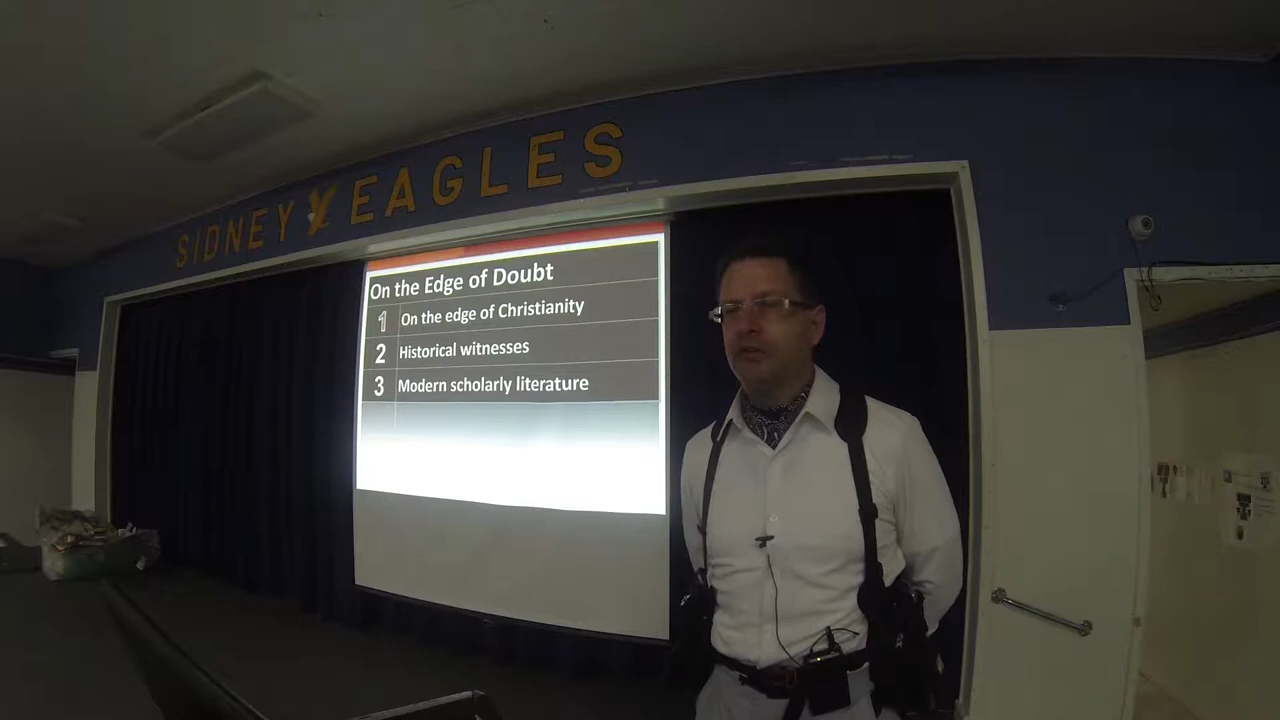 SIDNEY EAGLES
On the Edge of Doubt
1 On the edge of Christianity
2 Historical witnesses
3 Modern scholarly literature